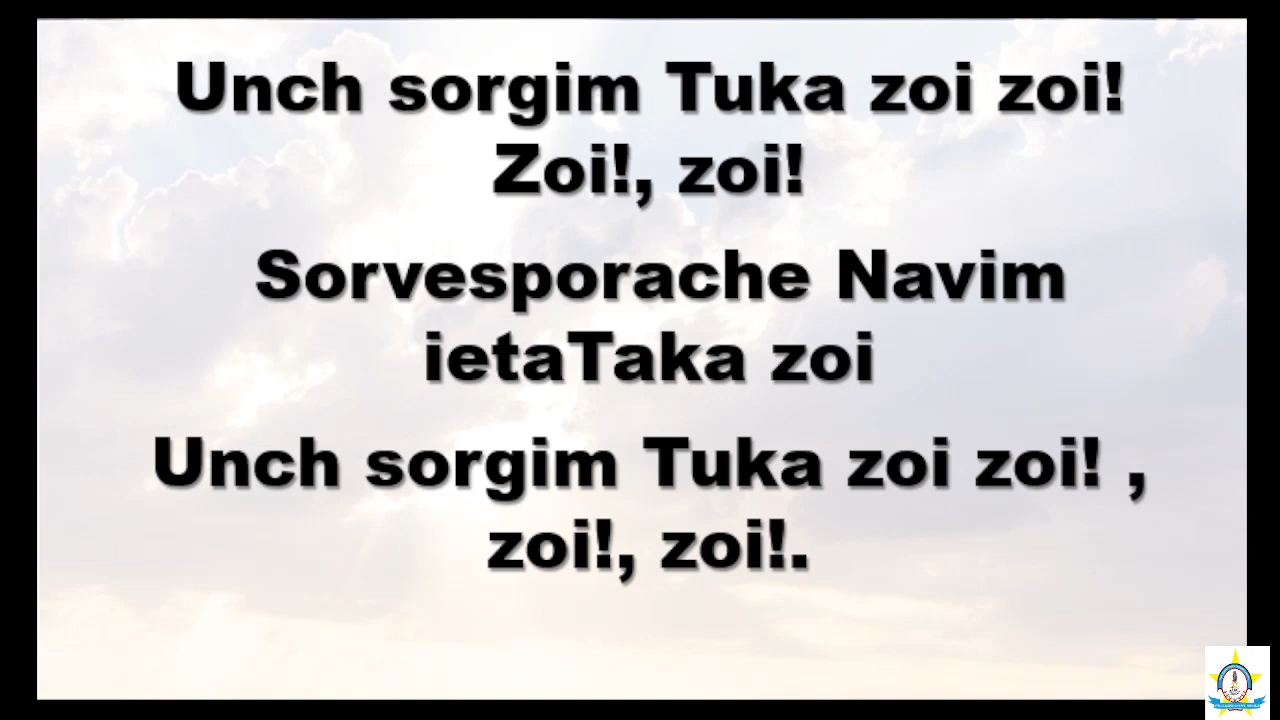 Unch sorgim Tuka zoi zoi!
Zoi!, zoi!
Sorvesporache Navim
ietaTaka zoi
Unch sorgim Tuka zoi zoi! ,
zoi!, zoi!.